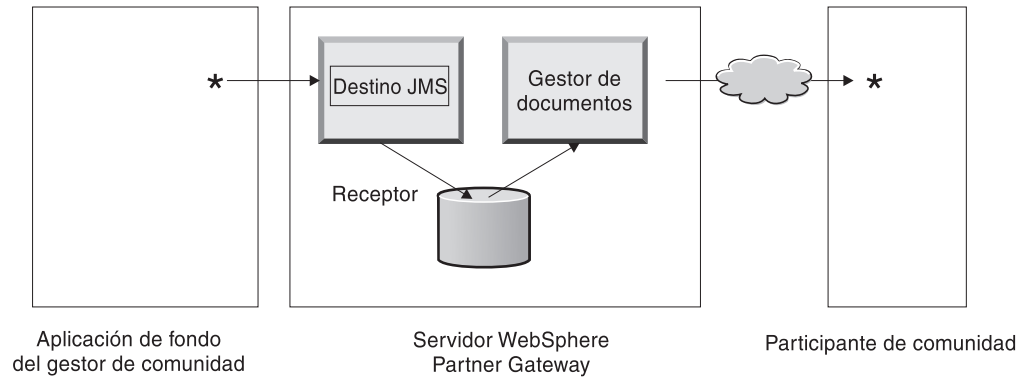 *
Destino JMS
Gestor de
documentos
*
Receptor
Aplicación de fondo
del gestor de comunidad
Servidor WebSphere
Partner Gateway
Participante de comunidad